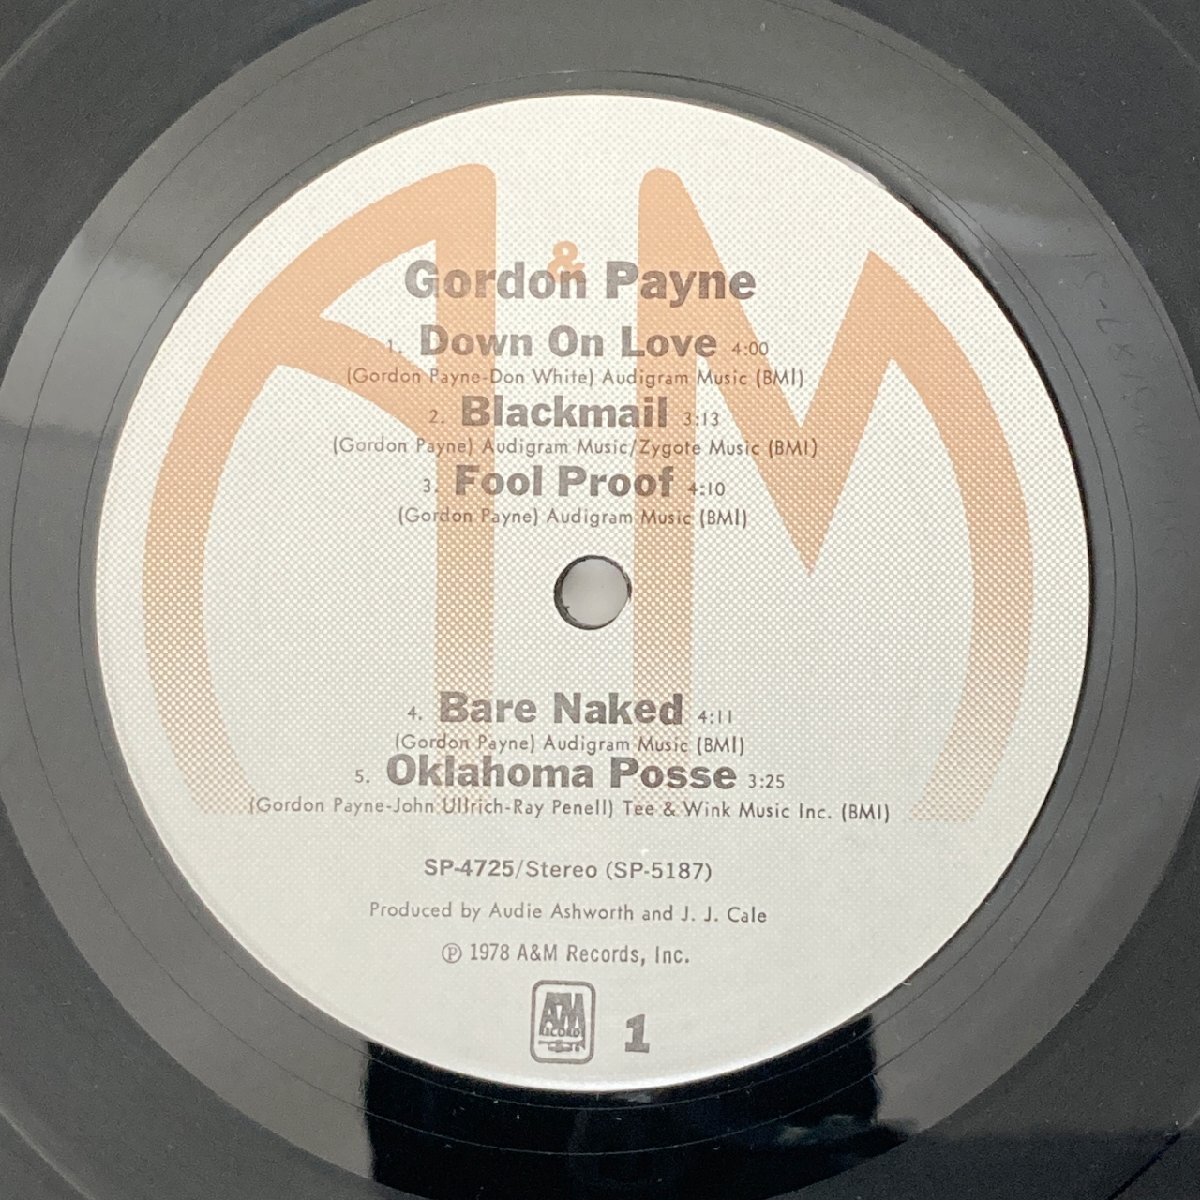 A&M
Gordon Payne
1. Down On Love 4:00
(Gordon Payne-Don White) Audigram Music (BMI)
2. Blackmail 3:13
(Gordon Payne) Audigram Music/Zygote Music (BMI)
3. Fool Proof 4:10
(Gordon Payne) Audigram Music (BMI)
4. Bare Naked 4:11
(Gordon Payne) Audigram Music (BMI)
5. Oklahoma Posse 3:25
(Gordon Payne-John Ullrich-Ray Penell) Tee & Wink Music Inc. (BMI)
SP-4725/Stereo (SP-5187)
Produced by Audie Ashworth and J. J. Cale
℗ 1978 A&M Records, Inc.
A&M
RECORDS
1